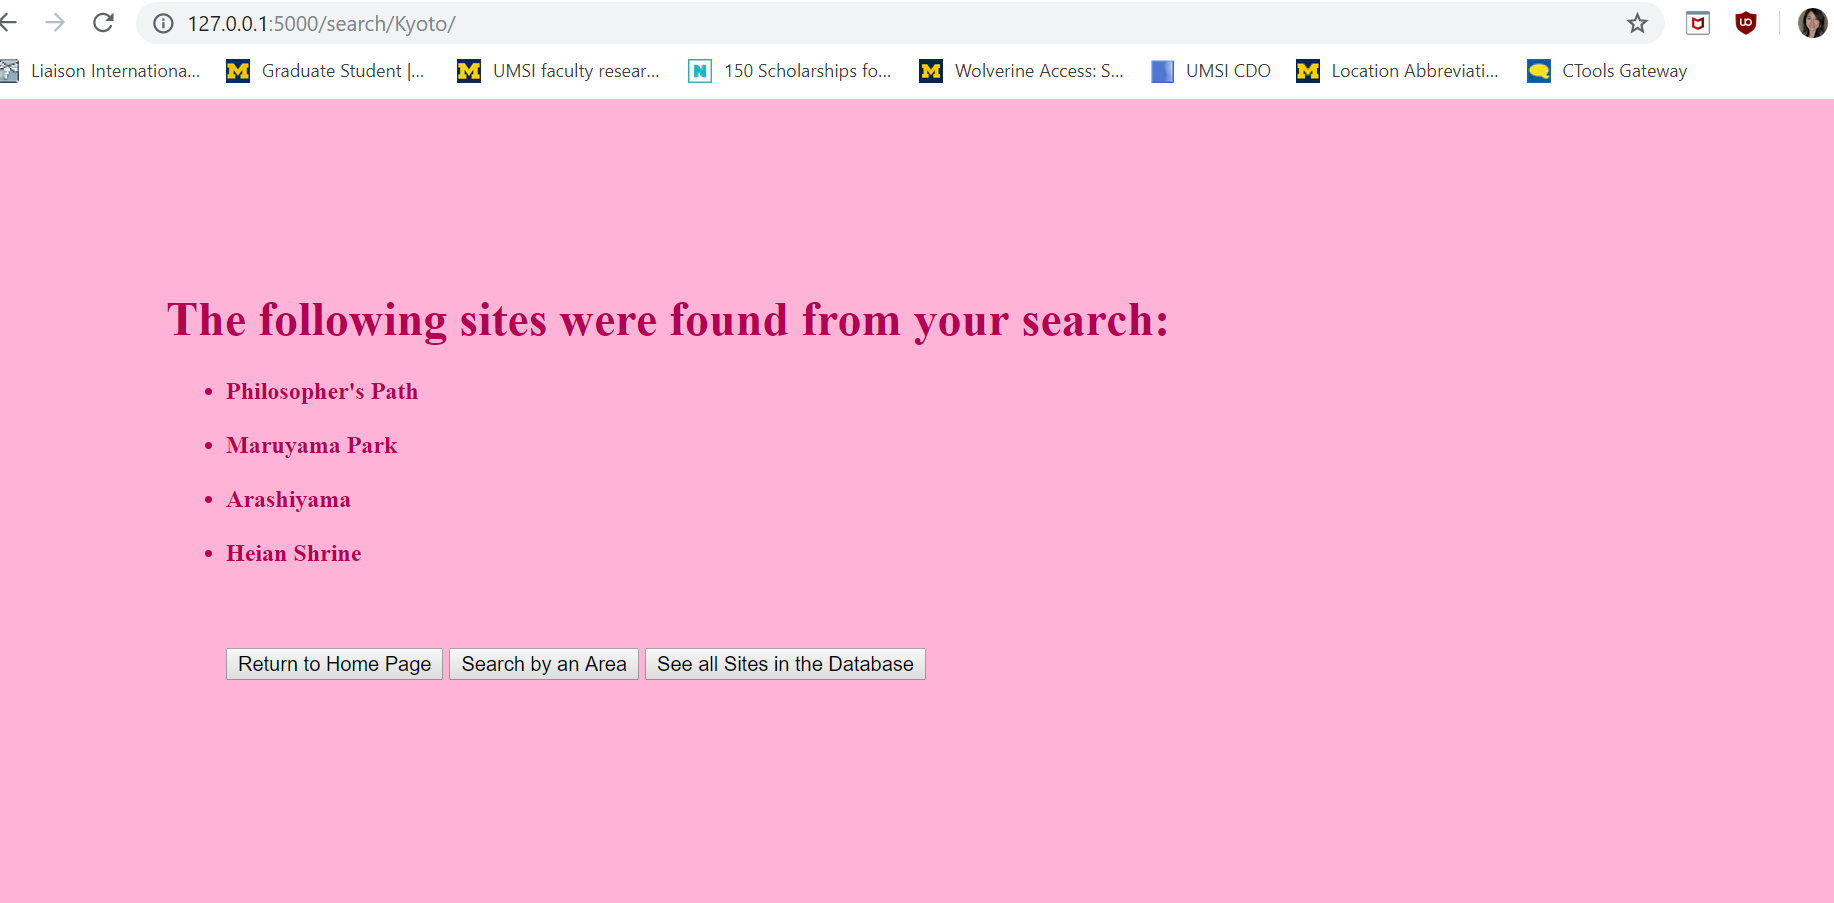 127.0.0.1:5000/search/Kyoto/
Liaison Internationa... Graduate Student |... UMSI faculty resear... 150 Scholarships fo... Wolverine Access: S... UMSI CDO Location Abbreviati... CTools Gateway
The following sites were found from your search:
• Philosopher's Path
• Maruyama Park
• Arashiyama
• Heian Shrine
Return to Home Page Search by an Area See all Sites in the Database